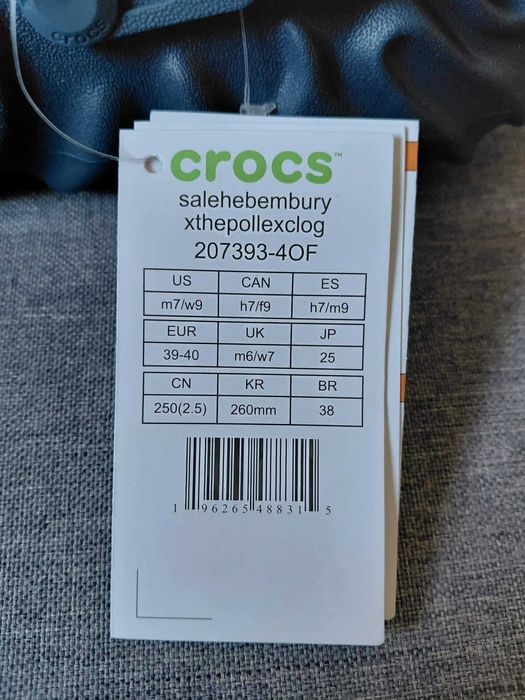 crocs
crocs™
salehebembury
xthepollexclog
207393-4OF
US CAN ES
m7/w9 h7/f9 h7/m9
EUR UK JP
39-40 m6/w7 25
CN KR BR
250(2.5) 260mm 38
1 96265 48831 5